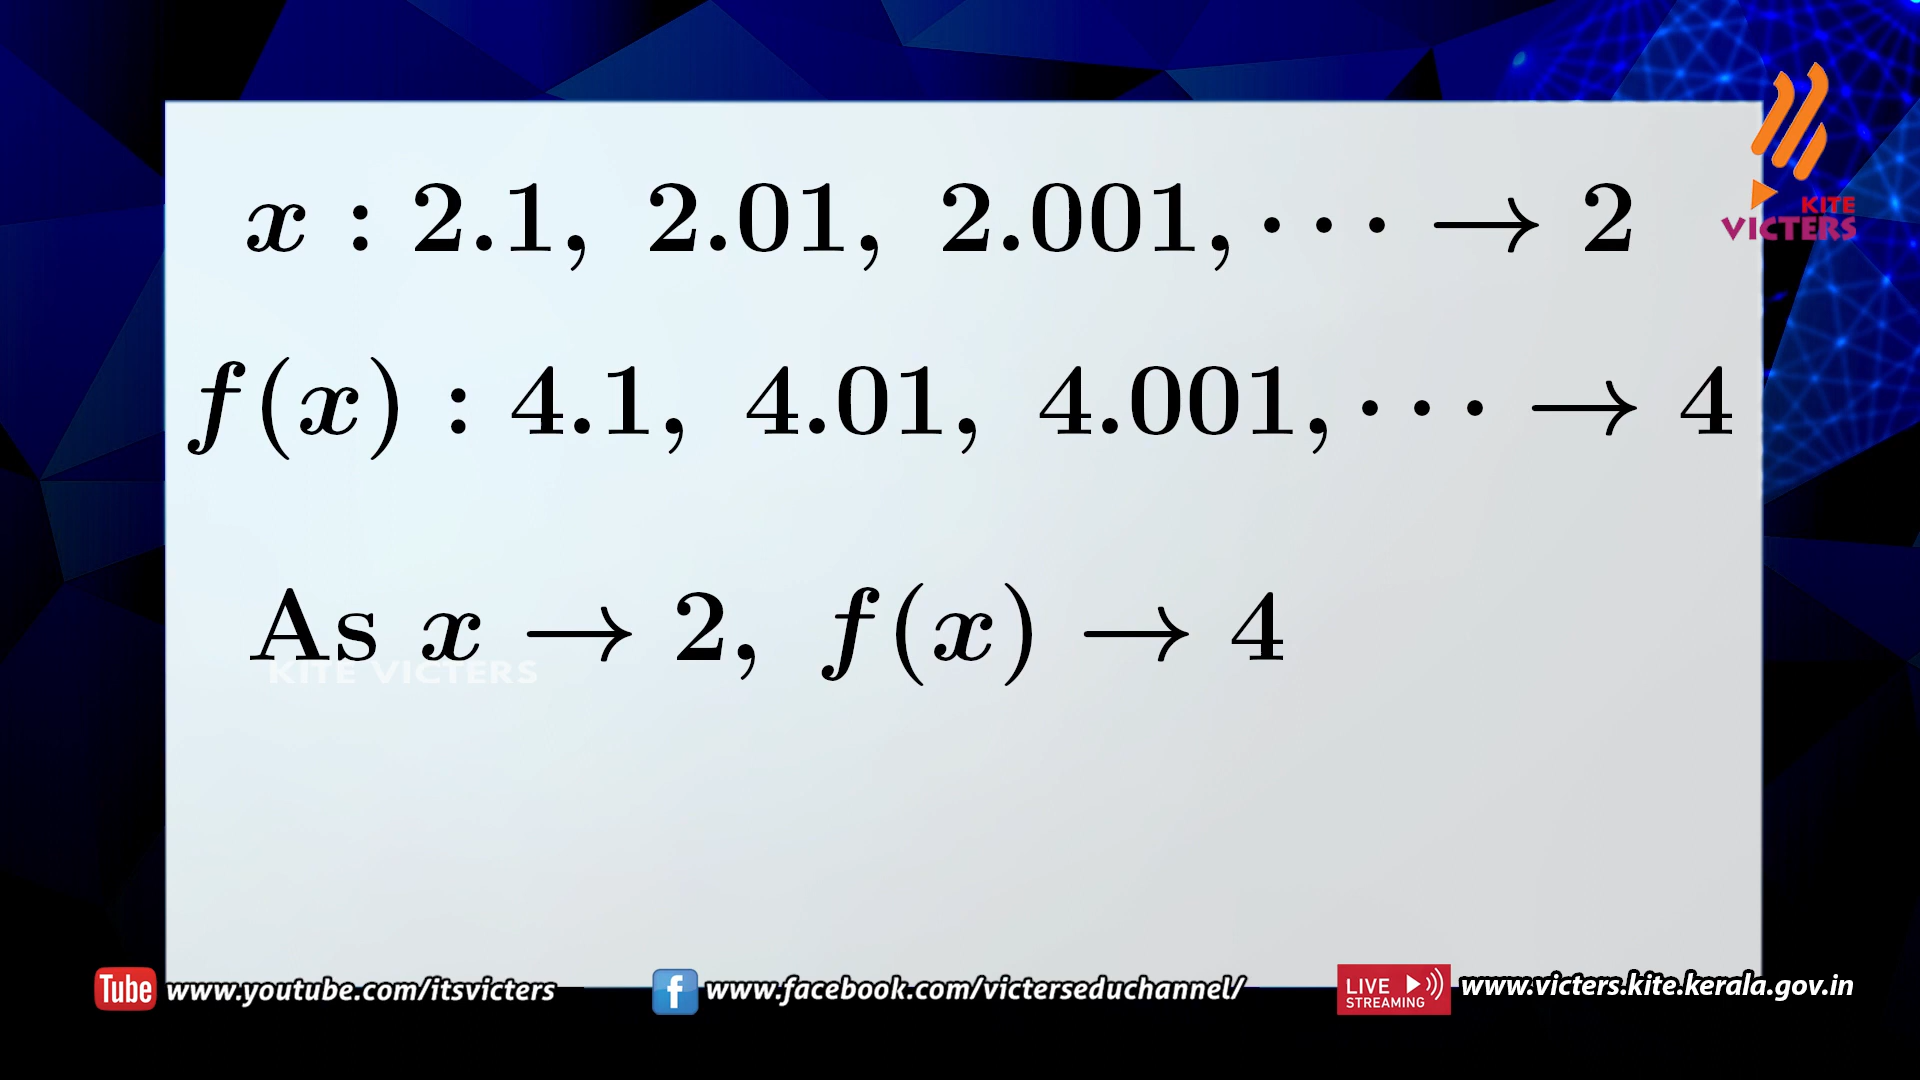 x : 2.1, 2.01, 2.001, · · · → 2
KITE
VICTERS
f(x) : 4.1, 4.01, 4.001, · · · → 4
As x → 2, f(x) → 4
KITE VICTERS
Tube www.youtube.com/itsvicters
f www.facebook.com/victerseduchannel/
LIVE STREAMING www.victers.kite.kerala.gov.in